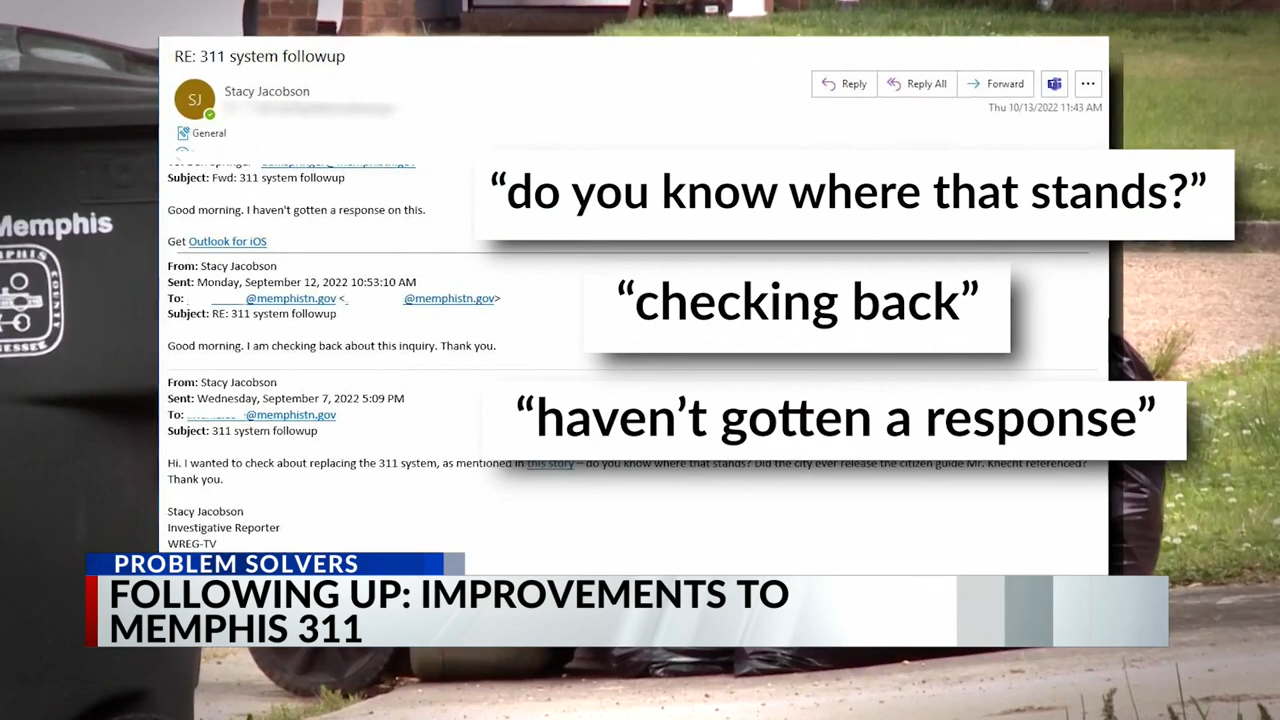 RE: 311 system followup
SJ
Stacy Jacobson
Reply
Reply All
Forward
Thu 10/13/2022 11:43 AM
General
Subject: Fwd: 311 system followup
Good morning. I haven't gotten a response on this.
Get Outlook for iOS
From: Stacy Jacobson
Sent: Monday, September 12, 2022 10:53:10 AM
To: @memphistn.gov < @memphistn.gov>
Subject: RE: 311 system followup
Good morning. I am checking back about this inquiry. Thank you.
From: Stacy Jacobson
Sent: Wednesday, September 7, 2022 5:09 PM
To: @memphistn.gov
Subject: 311 system followup
Hi. I wanted to check about replacing the 311 system, as mentioned in this story – do you know where that stands? Did the city ever release the citizen guide Mr. Knecht referenced?
Thank you.
Stacy Jacobson
Investigative Reporter
WREG-TV
“do you know where that stands?”
“checking back”
“haven’t gotten a response”
Memphis
PROBLEM SOLVERS
FOLLOWING UP: IMPROVEMENTS TO
MEMPHIS 311